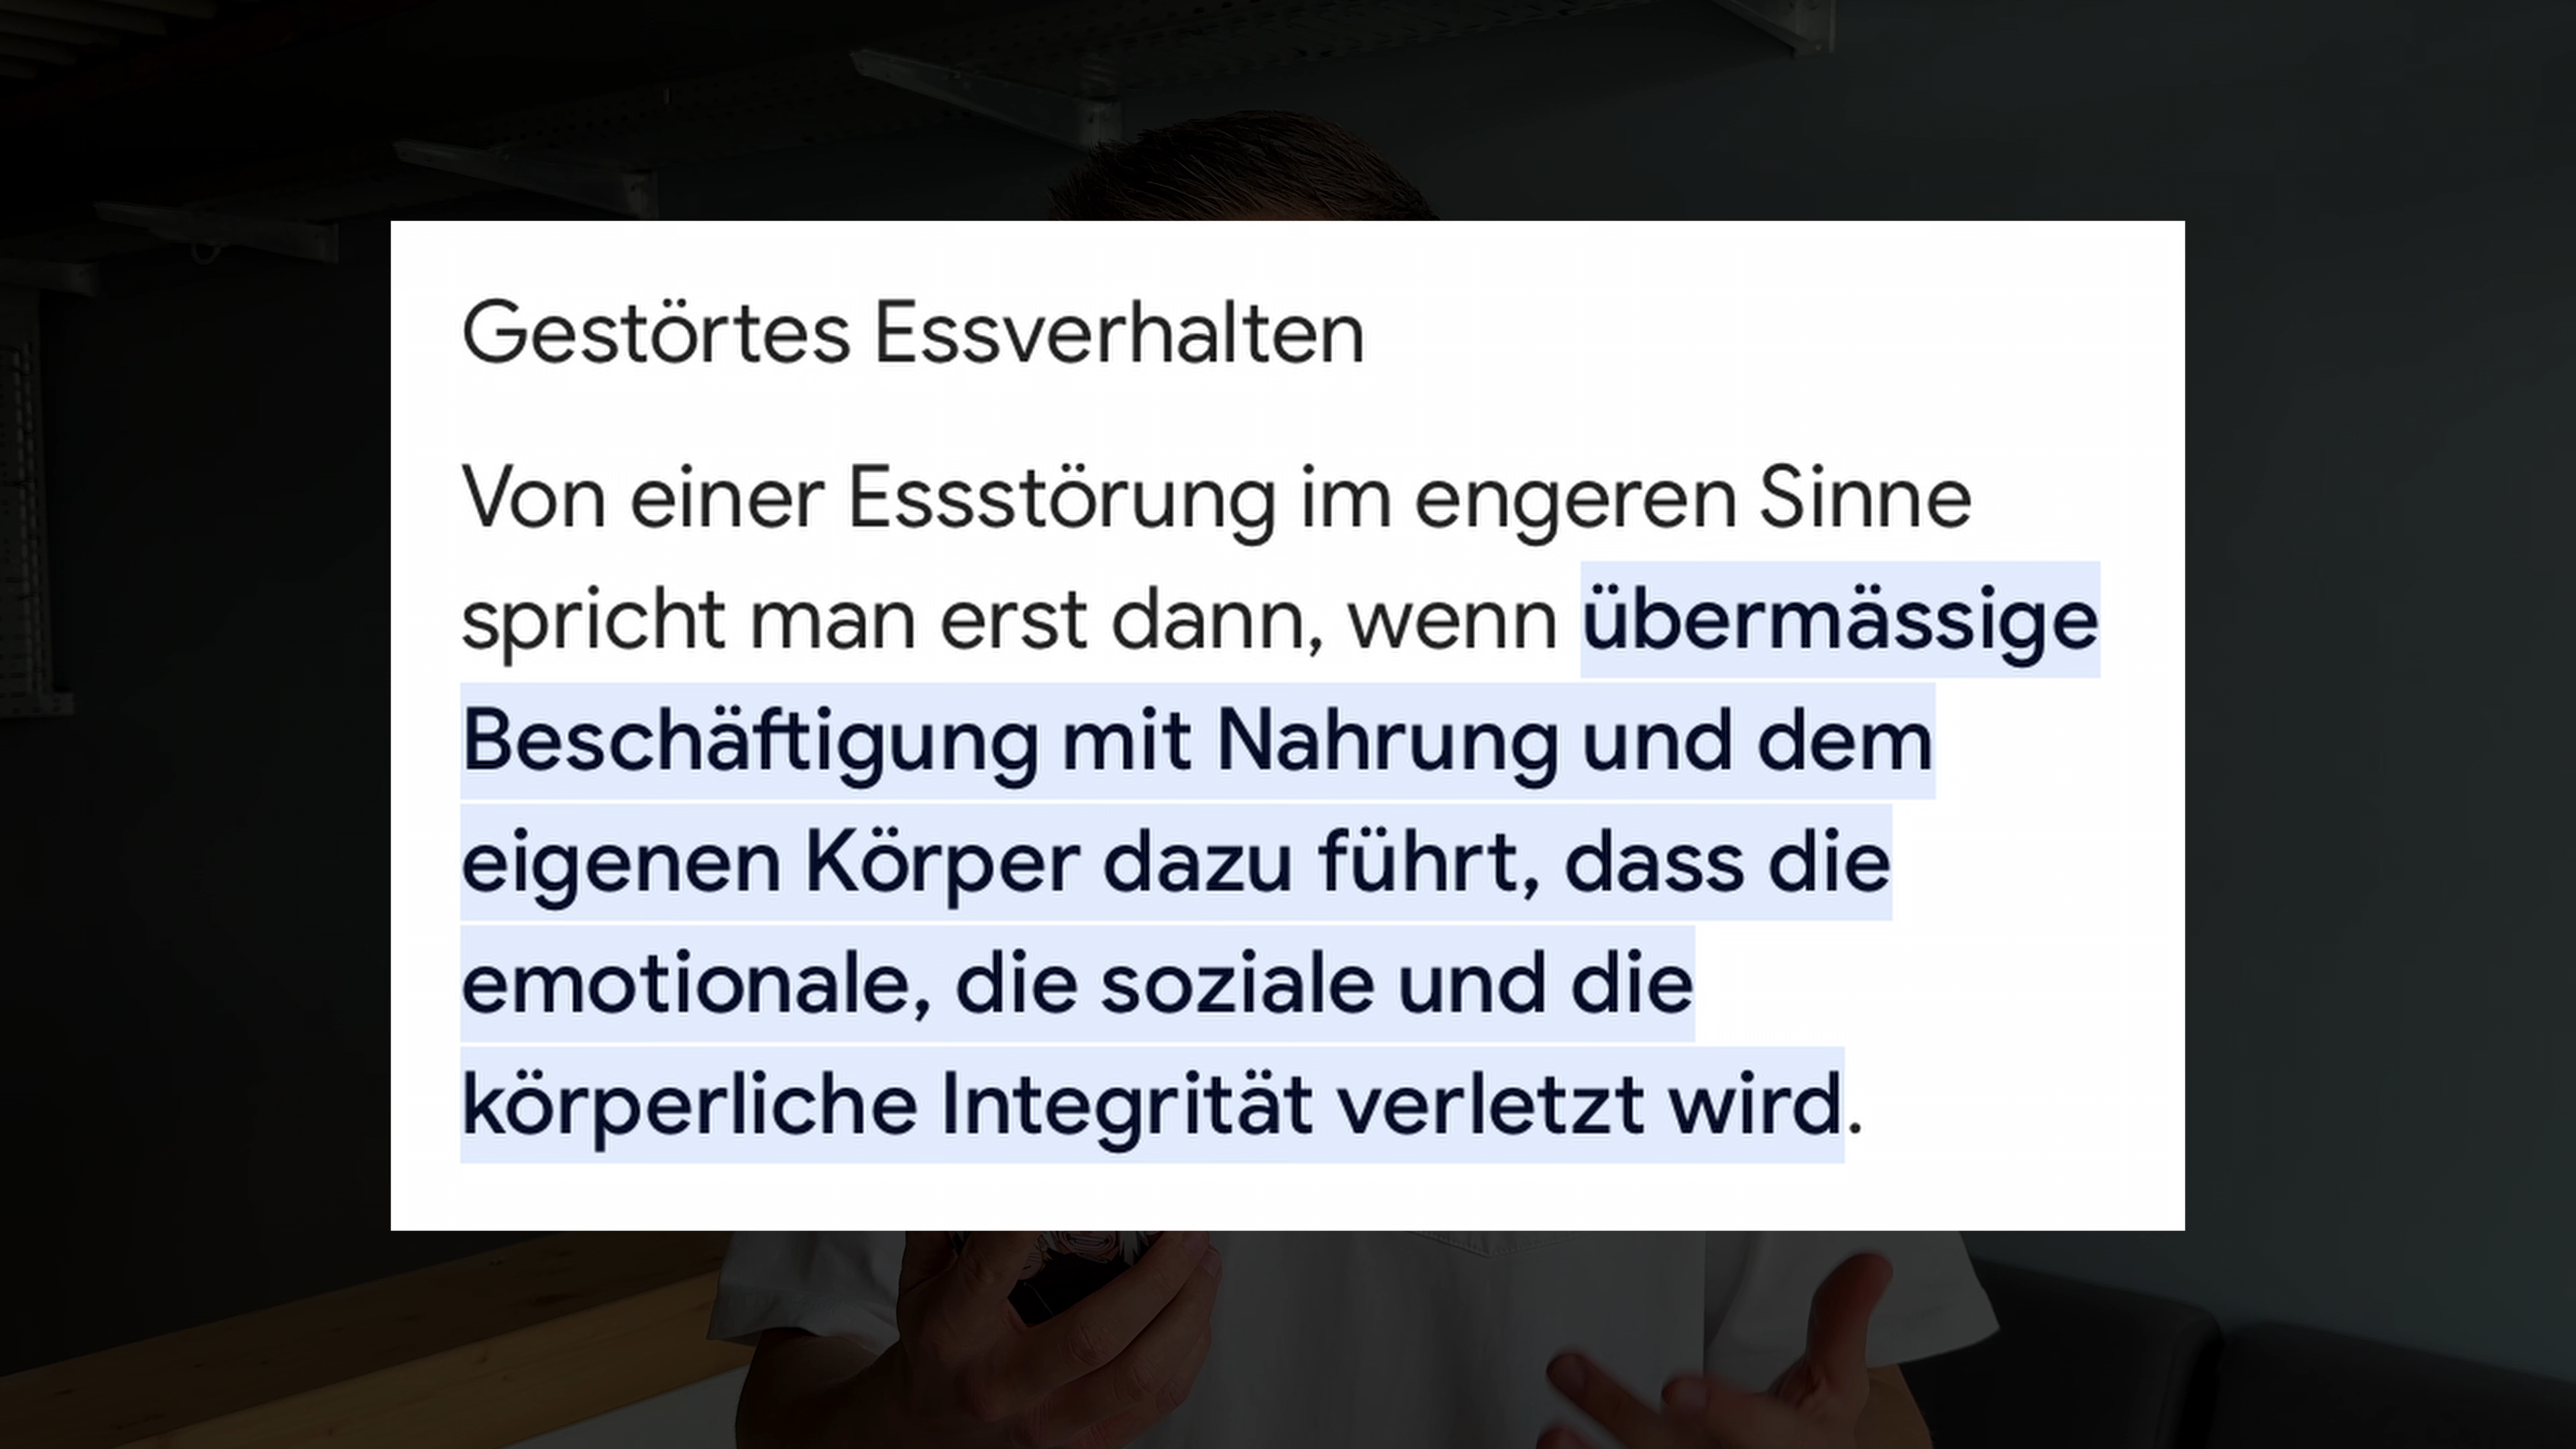 Gestörtes Essverhalten
Von einer Essstörung im engeren Sinne
spricht man erst dann, wenn übermässige
Beschäftigung mit Nahrung und dem
eigenen Körper dazu führt, dass die
emotionale, die soziale und die
körperliche Integrität verletzt wird.